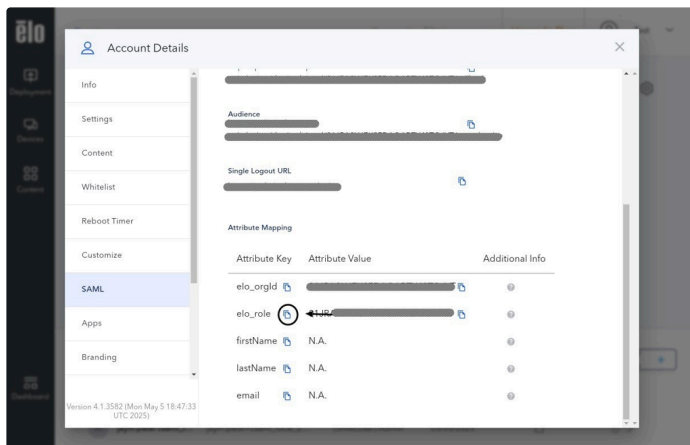 elo
Account Details
Deployment
Info
Audience
Settings
Devices
Content
Single Logout URL
Content
Whitelist
Reboot Timer
Attribute Mapping
Customize
Attribute Key Attribute Value Additional Info
SAML
elo_orgId
Apps
elo_role
firstName N.A.
Branding
lastName N.A.
Dashboard
Version 4.1.3582 (Mon May 5 18:47:33
UTC 2025)
email N.A.